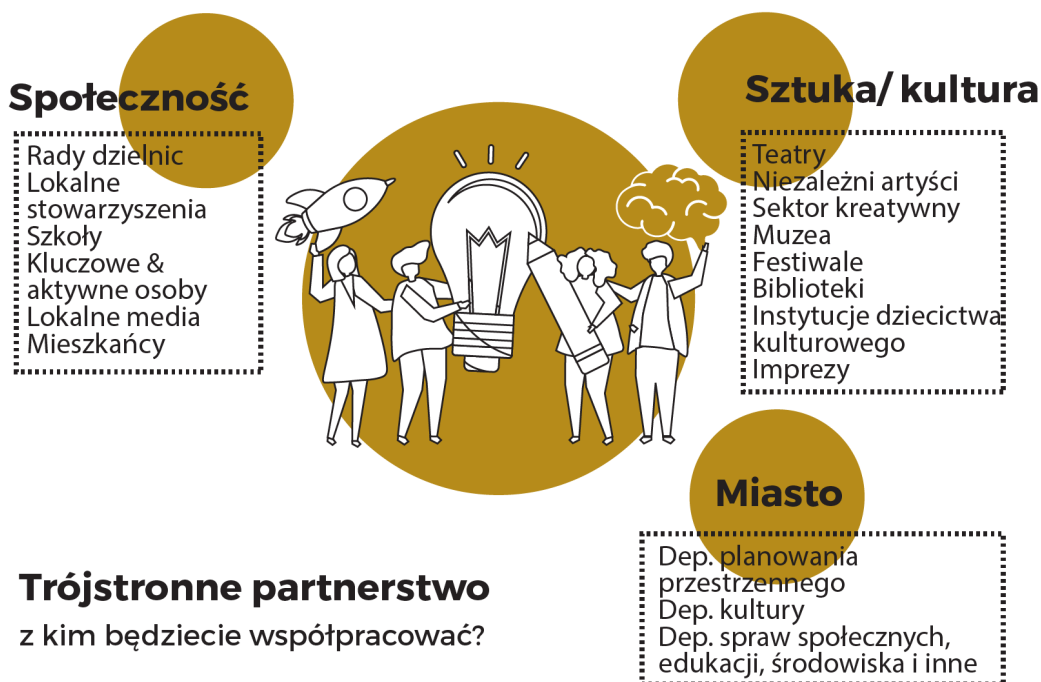 Społeczność
Rady dzielnic
Lokalne
stowarzyszenia
Szkoły
Kluczowe &
aktywne osoby
Lokalne media
Mieszkańcy
Sztuka/ kultura
Teatry
Niezależni artyści
Sektor kreatywny
Muzea
Festiwale
Biblioteki
Instytucje dziecictwa
kulturowego
Imprezy
Miasto
Dep. planowania
przestrzennego
Dep. kultury
Dep. spraw społecznych,
edukacji, środowiska i inne
Trójstronne partnerstwo
z kim będziecie współpracować?